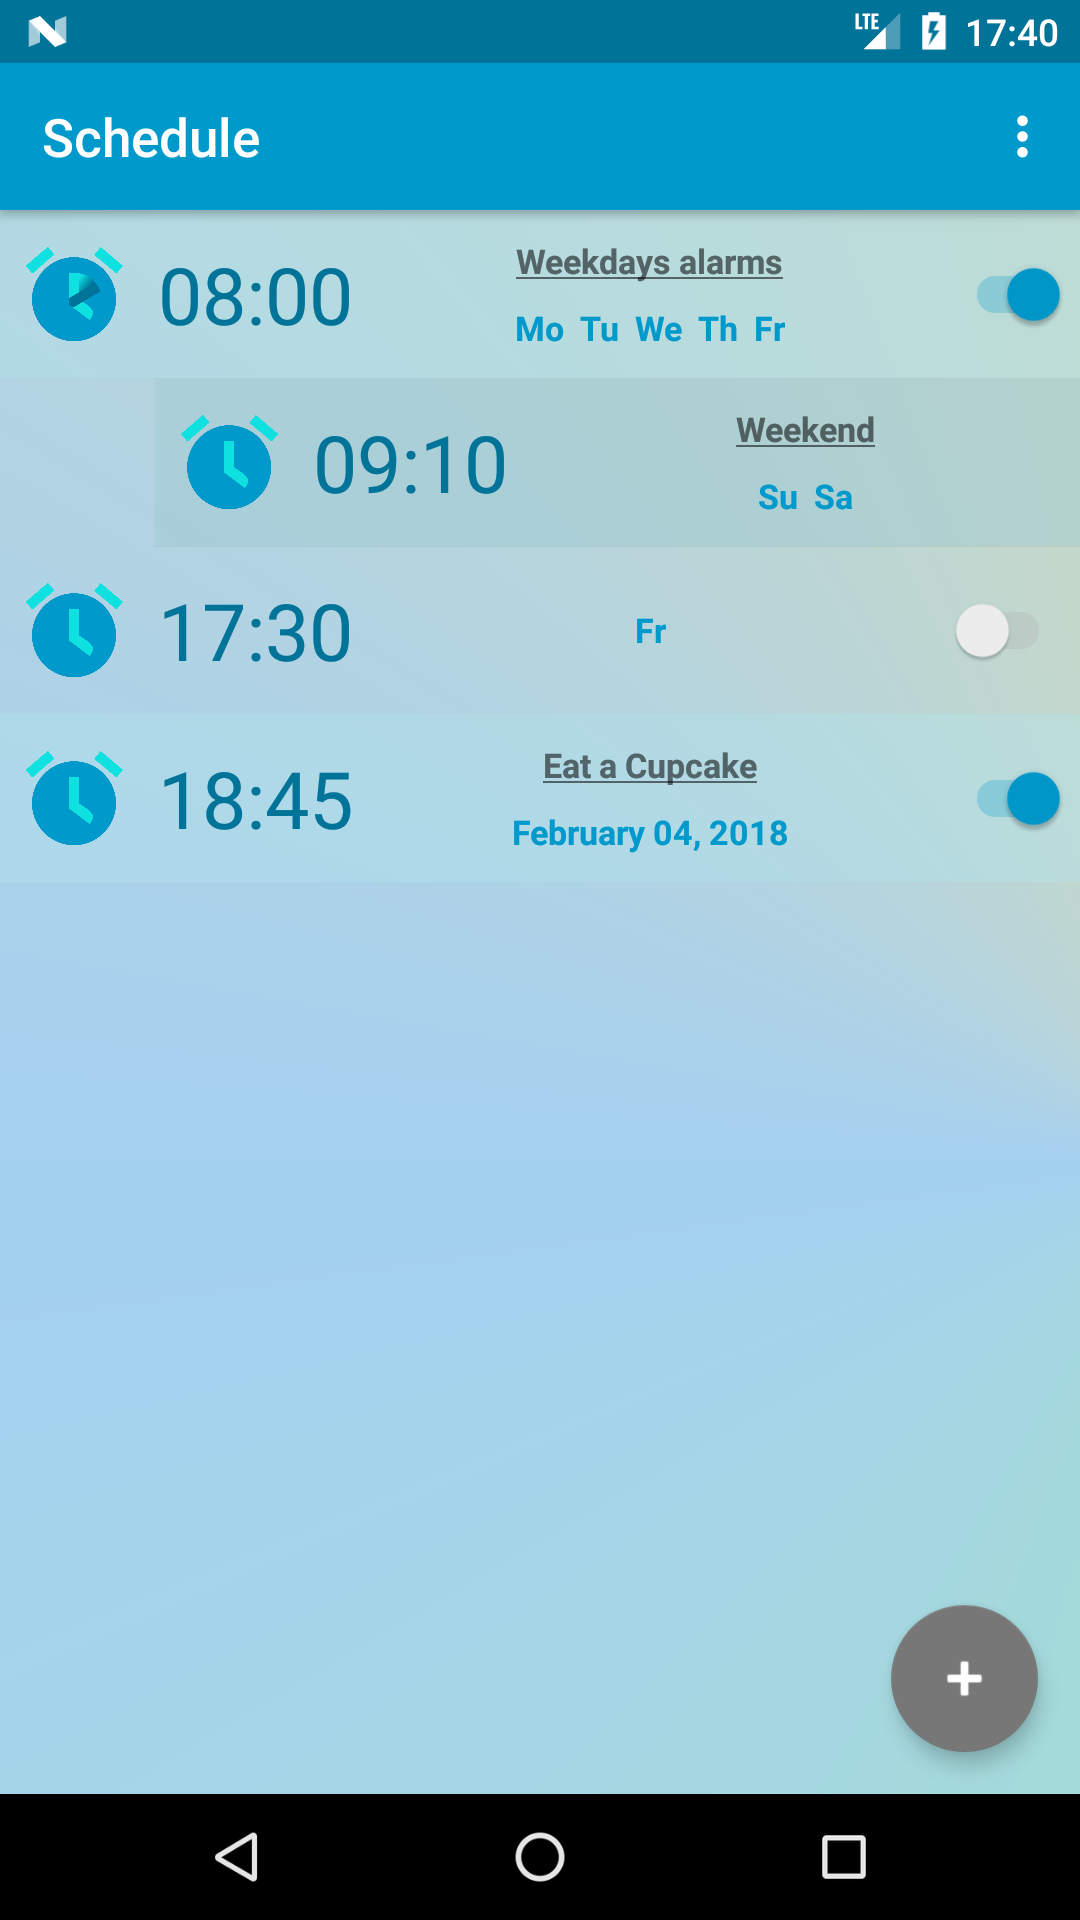 LTE 17:40
Schedule
08:00
Weekdays alarms
Mo Tu We Th Fr
09:10
Weekend
Su Sa
17:30
Fr
18:45
Eat a Cupcake
February 04, 2018